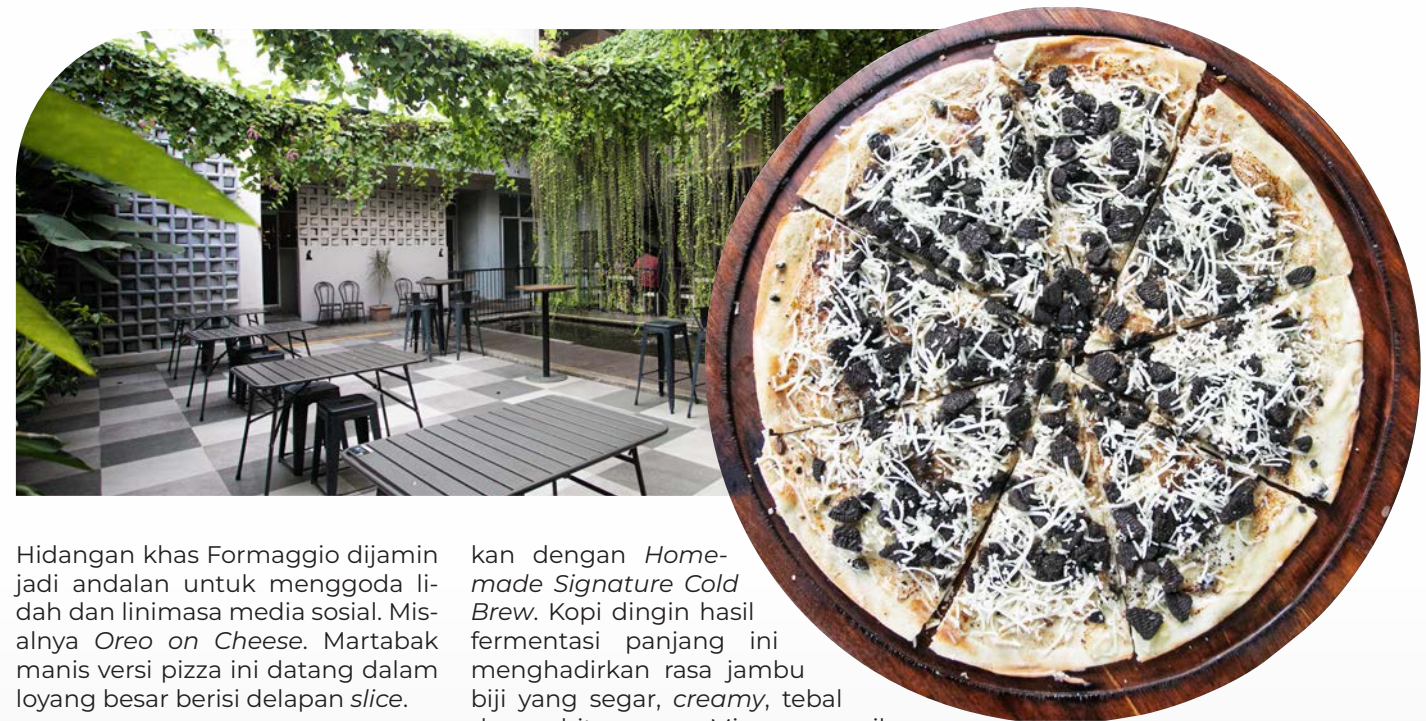 Hidangan khas Formaggio dijamin
jadi andalan untuk menggoda li-
dah dan linimasa media sosial. Mis-
alnya Oreo on Cheese. Martabak
manis versi pizza ini datang dalam
loyang besar berisi delapan slice.
kan dengan Home-
made Signature Cold
Brew. Kopi dingin hasil
fermentasi panjang ini
menghadirkan rasa jambu
biji yang segar, creamy, tebal